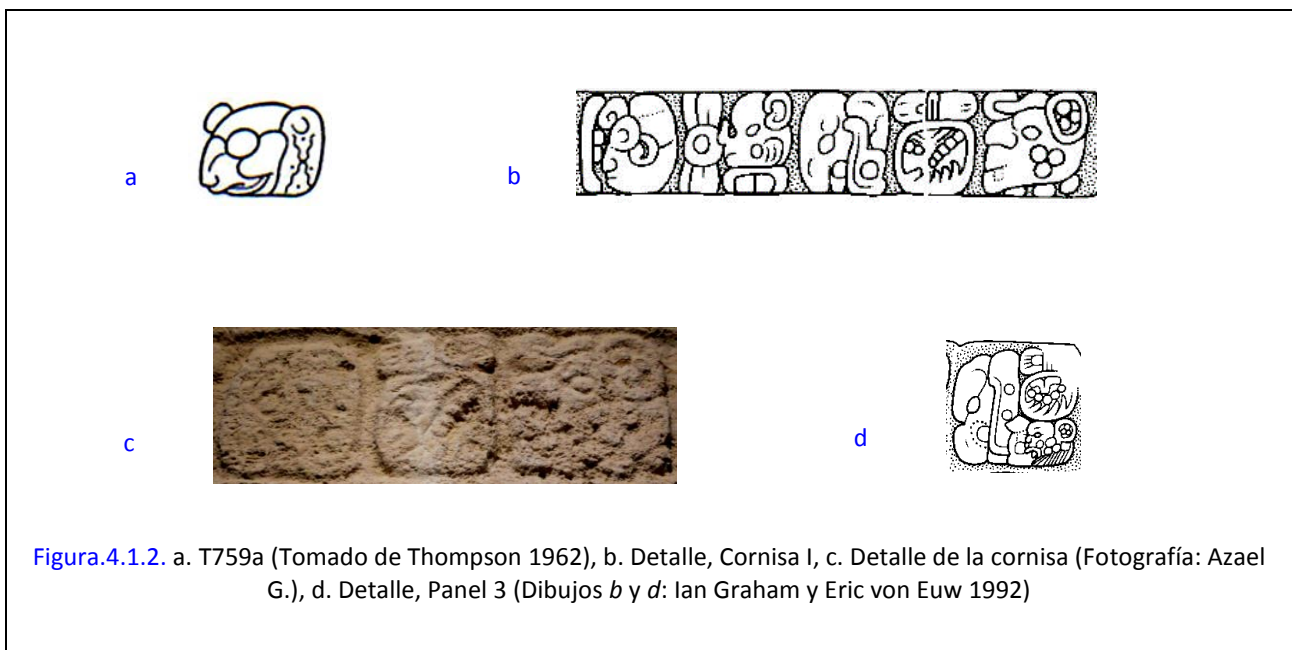 a
b
c
d
Figura.4.1.2. a. T759a (Tomado de Thompson 1962), b. Detalle, Cornisa I, c. Detalle de la cornisa (Fotografía: Azael
G.), d. Detalle, Panel 3 (Dibujos b y d: Ian Graham y Eric von Euw 1992)